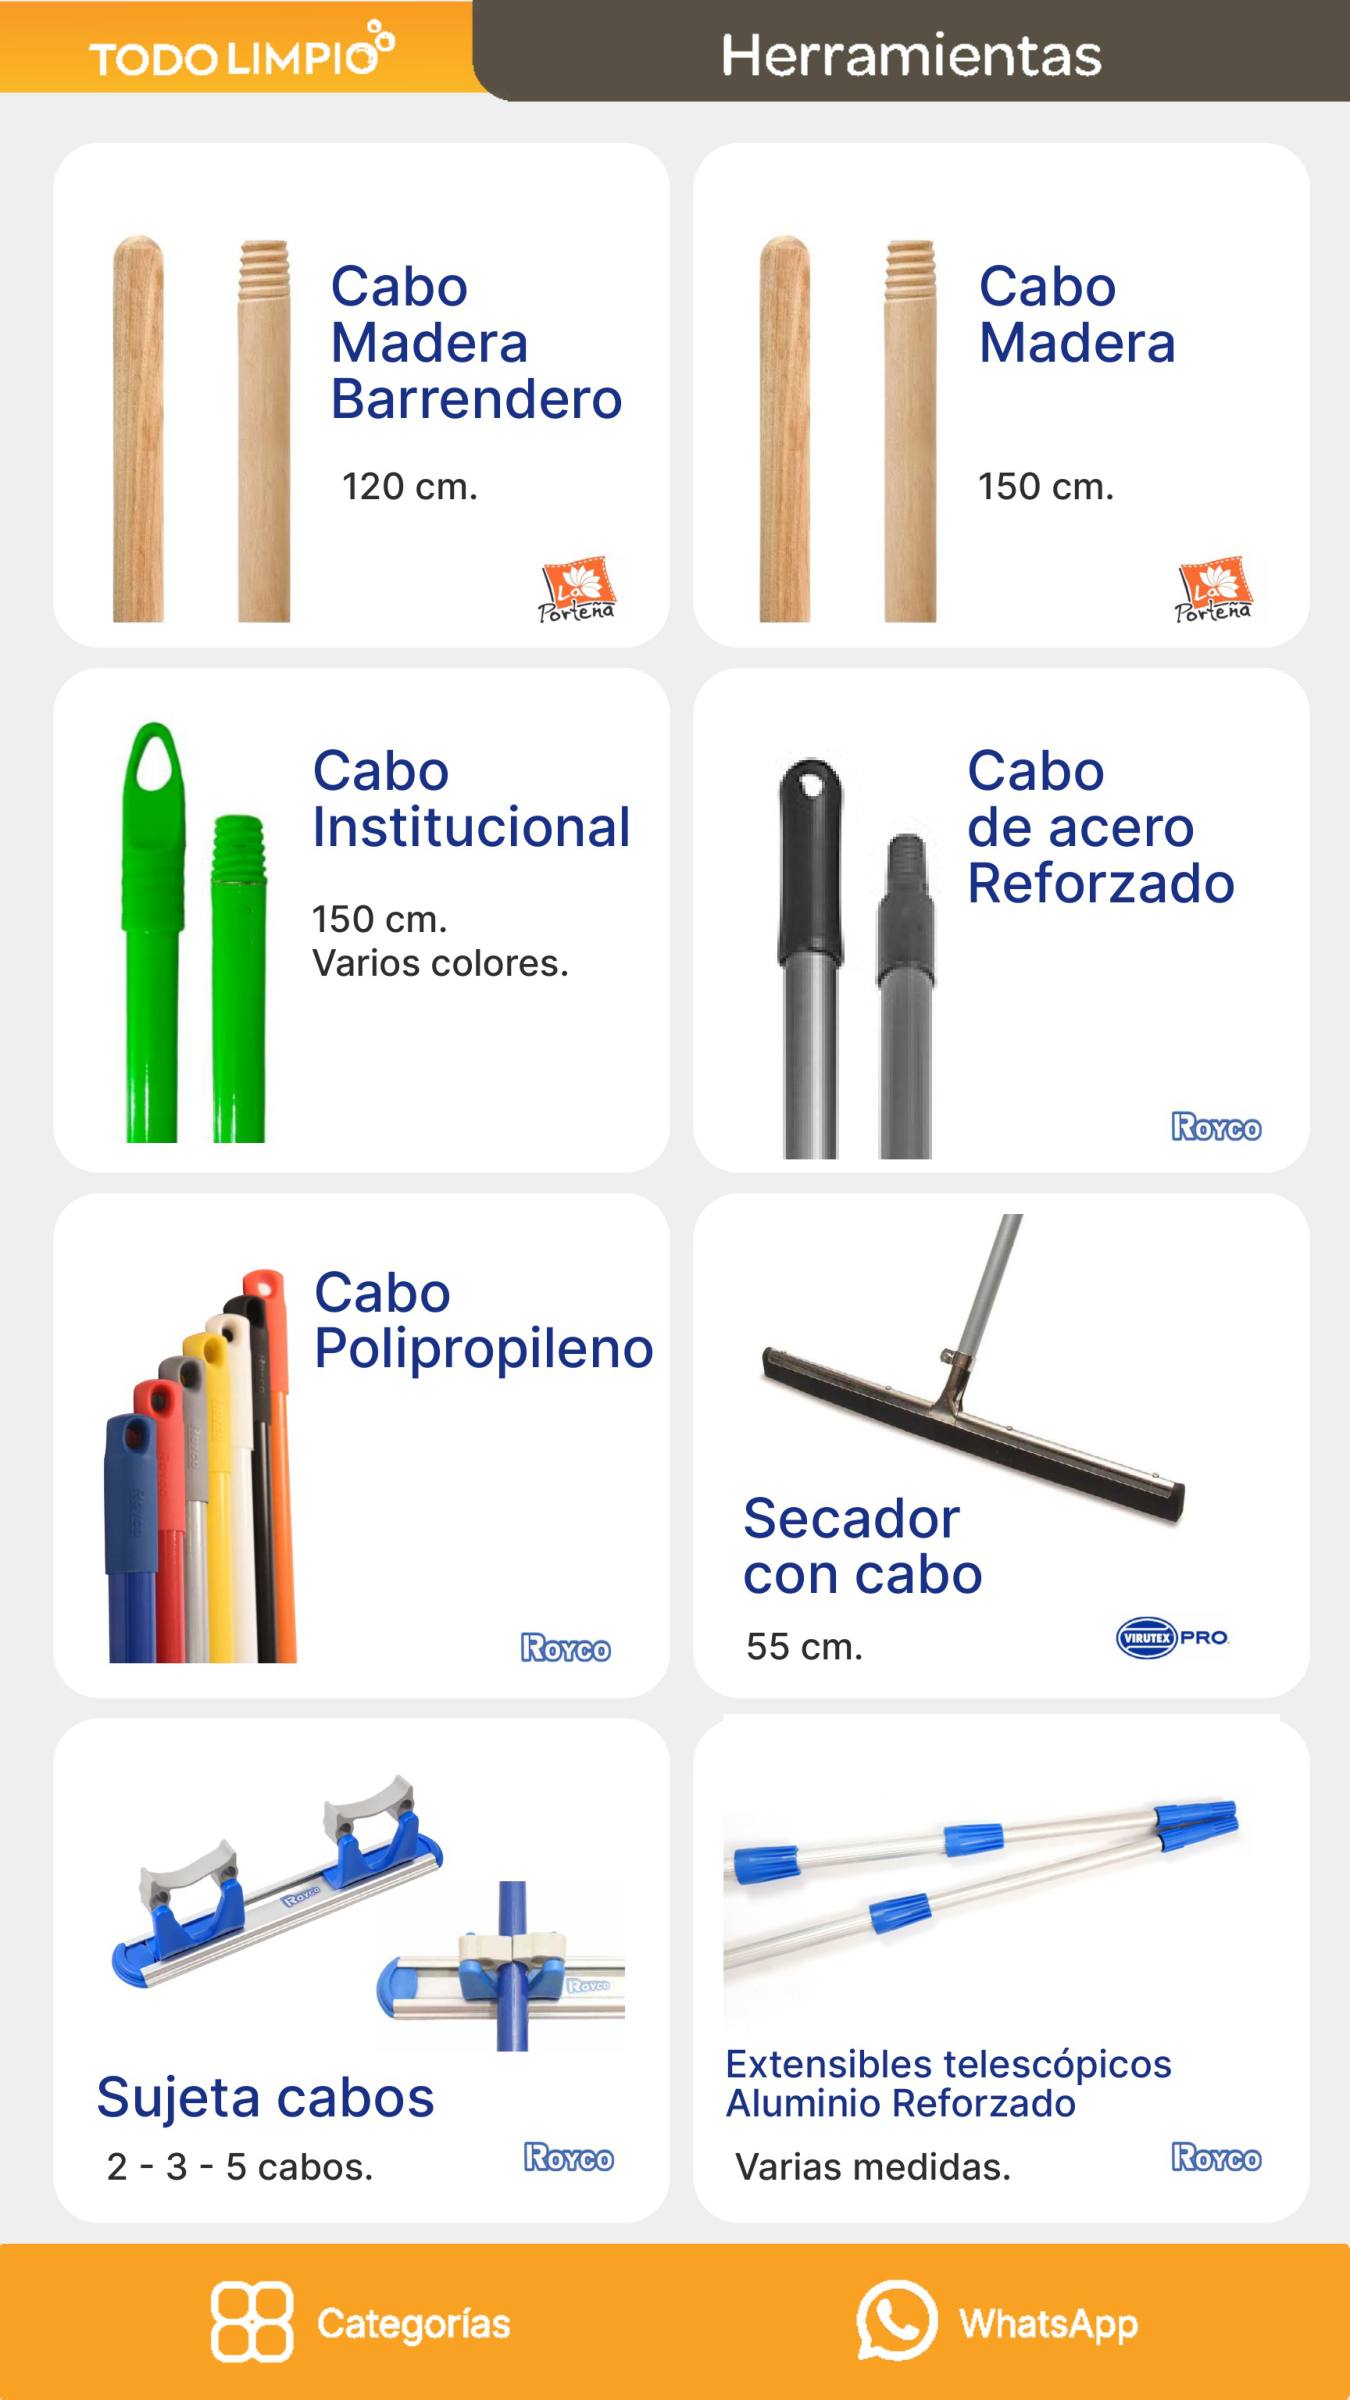 TODO LIMPIO
Herramientas
Cabo
Madera
Barrendero
120 cm.
La
Porteña
Cabo
Madera
150 cm.
La
Porteña
Cabo
Institucional
150 cm.
Varios colores.
Cabo
de acero
Reforzado
ROYCO
Cabo
Polipropileno
ROYCO
Secador
con cabo
55 cm.
VIRUTEX PRO
ROYCO
ROYCO
Sujeta cabos
2 - 3 - 5 cabos.
ROYCO
Extensibles telescópicos
Aluminio Reforzado
Varias medidas.
ROYCO
Categorías
WhatsApp